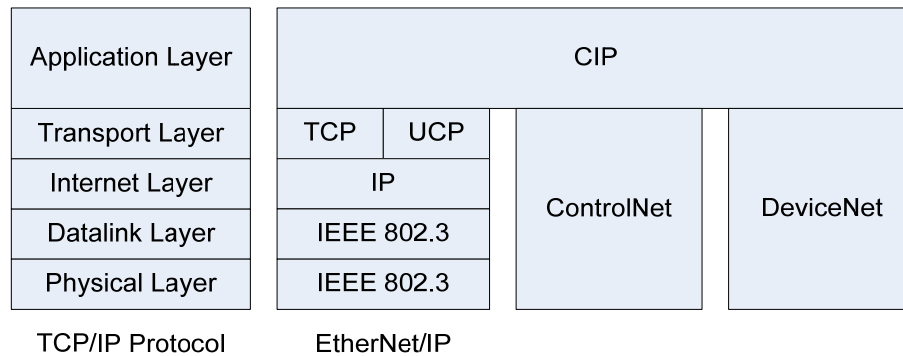 Application Layer
CIP
Transport Layer
TCP
UCP
Internet Layer
IP
ControlNet
DeviceNet
Datalink Layer
IEEE 802.3
Physical Layer
IEEE 802.3
TCP/IP Protocol
EtherNet/IP